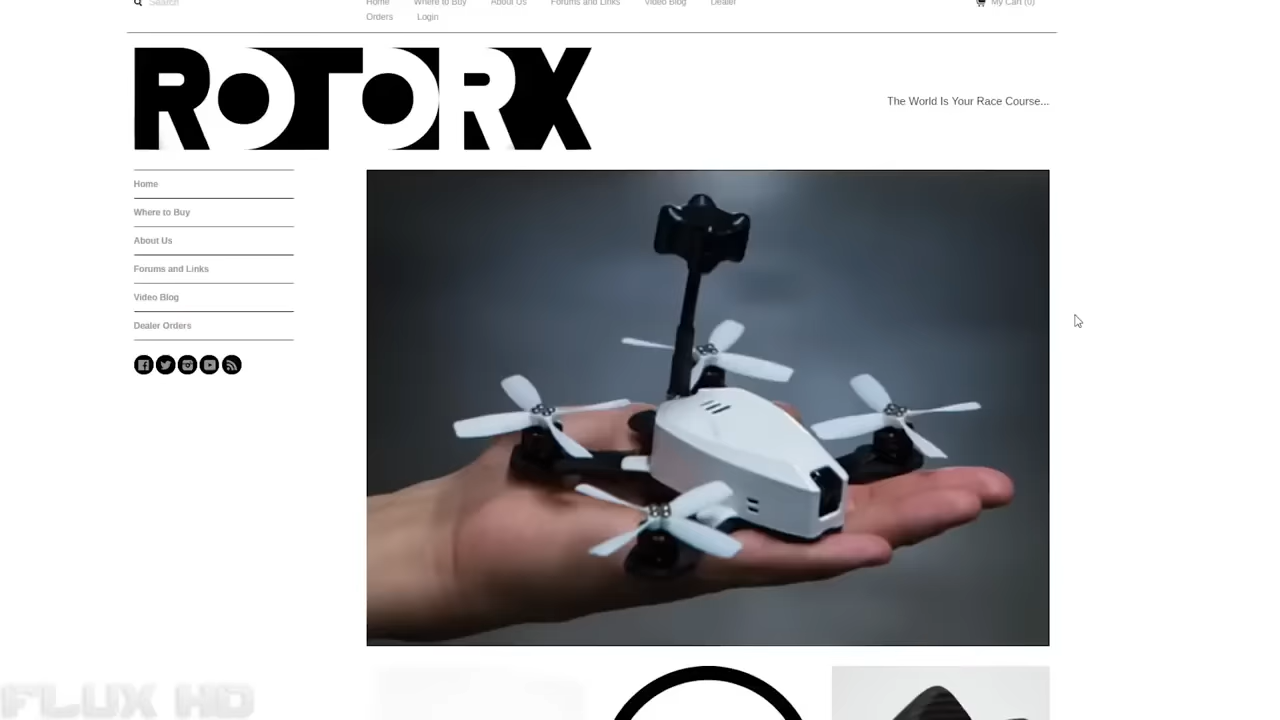 Search
Home Where to Buy About Us Forums and Links Video Blog Dealer
Orders Login
My Cart (0)
ROTORX
The World Is Your Race Course...
Home
Where to Buy
About Us
Forums and Links
Video Blog
Dealer Orders
FLUX HD